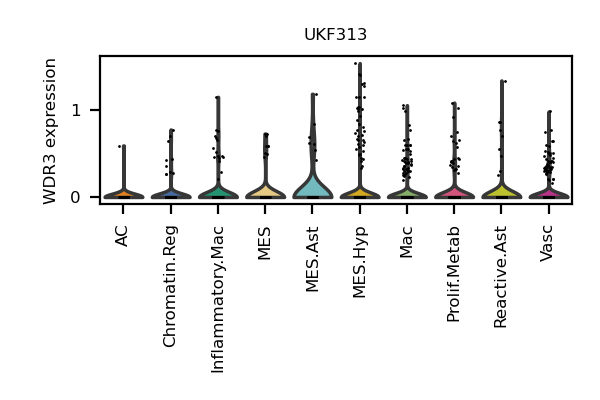 UKF313
WDR3 expression
1
0
AC
Chromatin.Reg
Inflammatory.Mac
MES
MES.Ast
MES.Hyp
Mac
Prolif.Metab
Reactive.Ast
Vasc